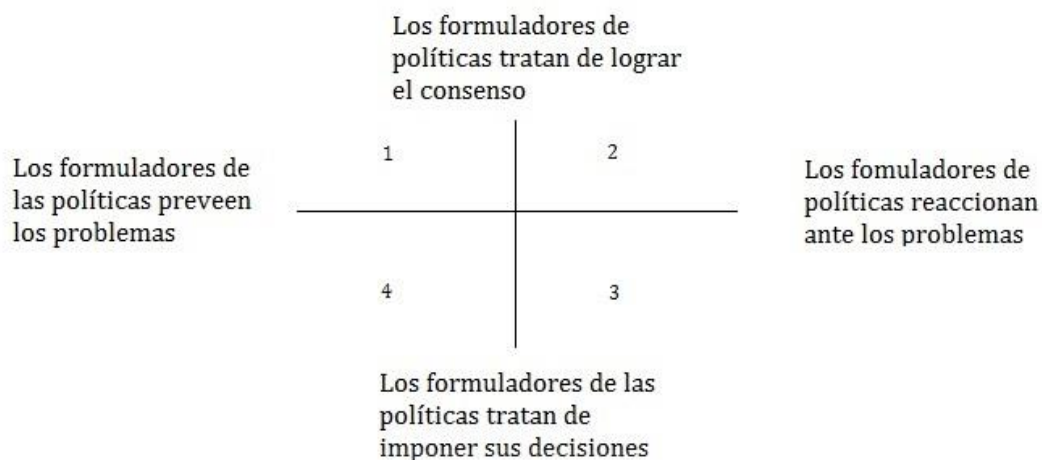 Los formuladores de
políticas tratan de lograr
el consenso
1
2
Los formuladores de
las políticas preveen
los problemas
Los fomuladores de
políticas reaccionan
ante los problemas
4
3
Los formuladores de las
políticas tratan de
imponer sus decisiones